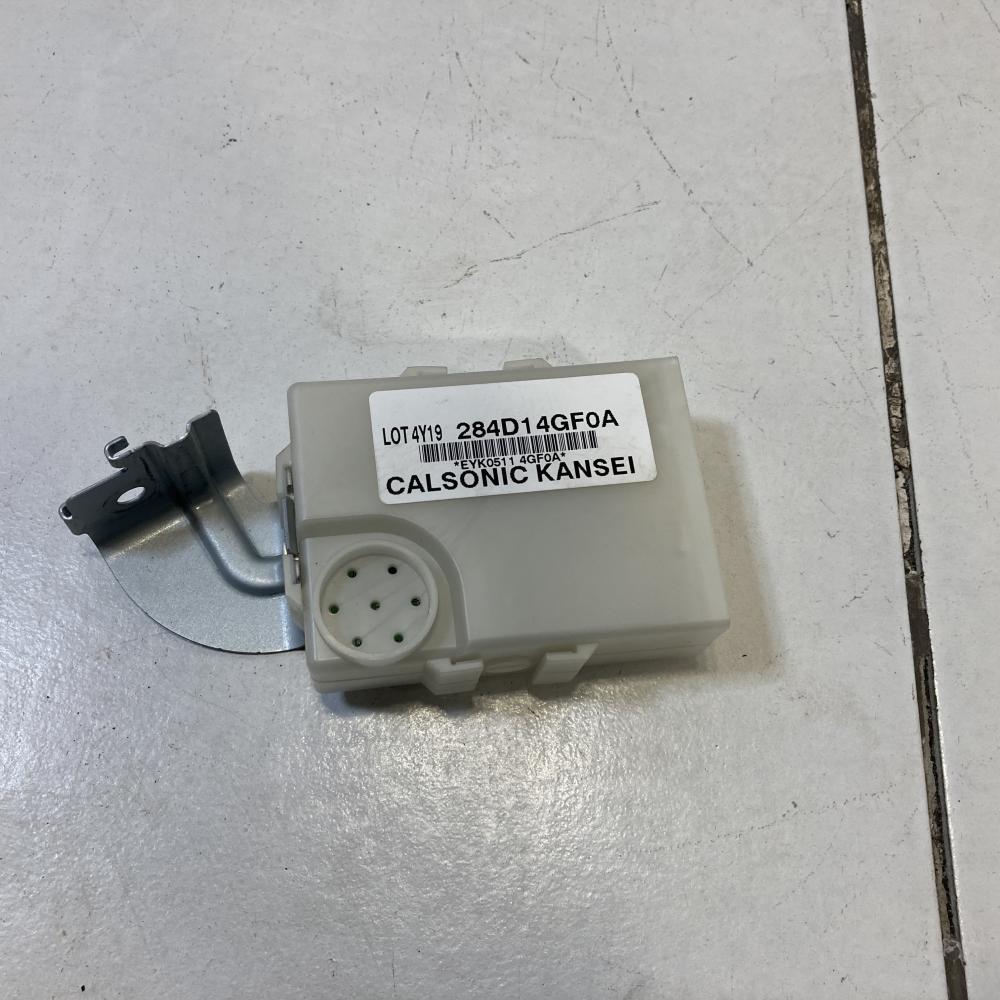 LOT 4Y19 284D14GF0A
*EYK0511 4GF0A*
CALSONIC KANSEI